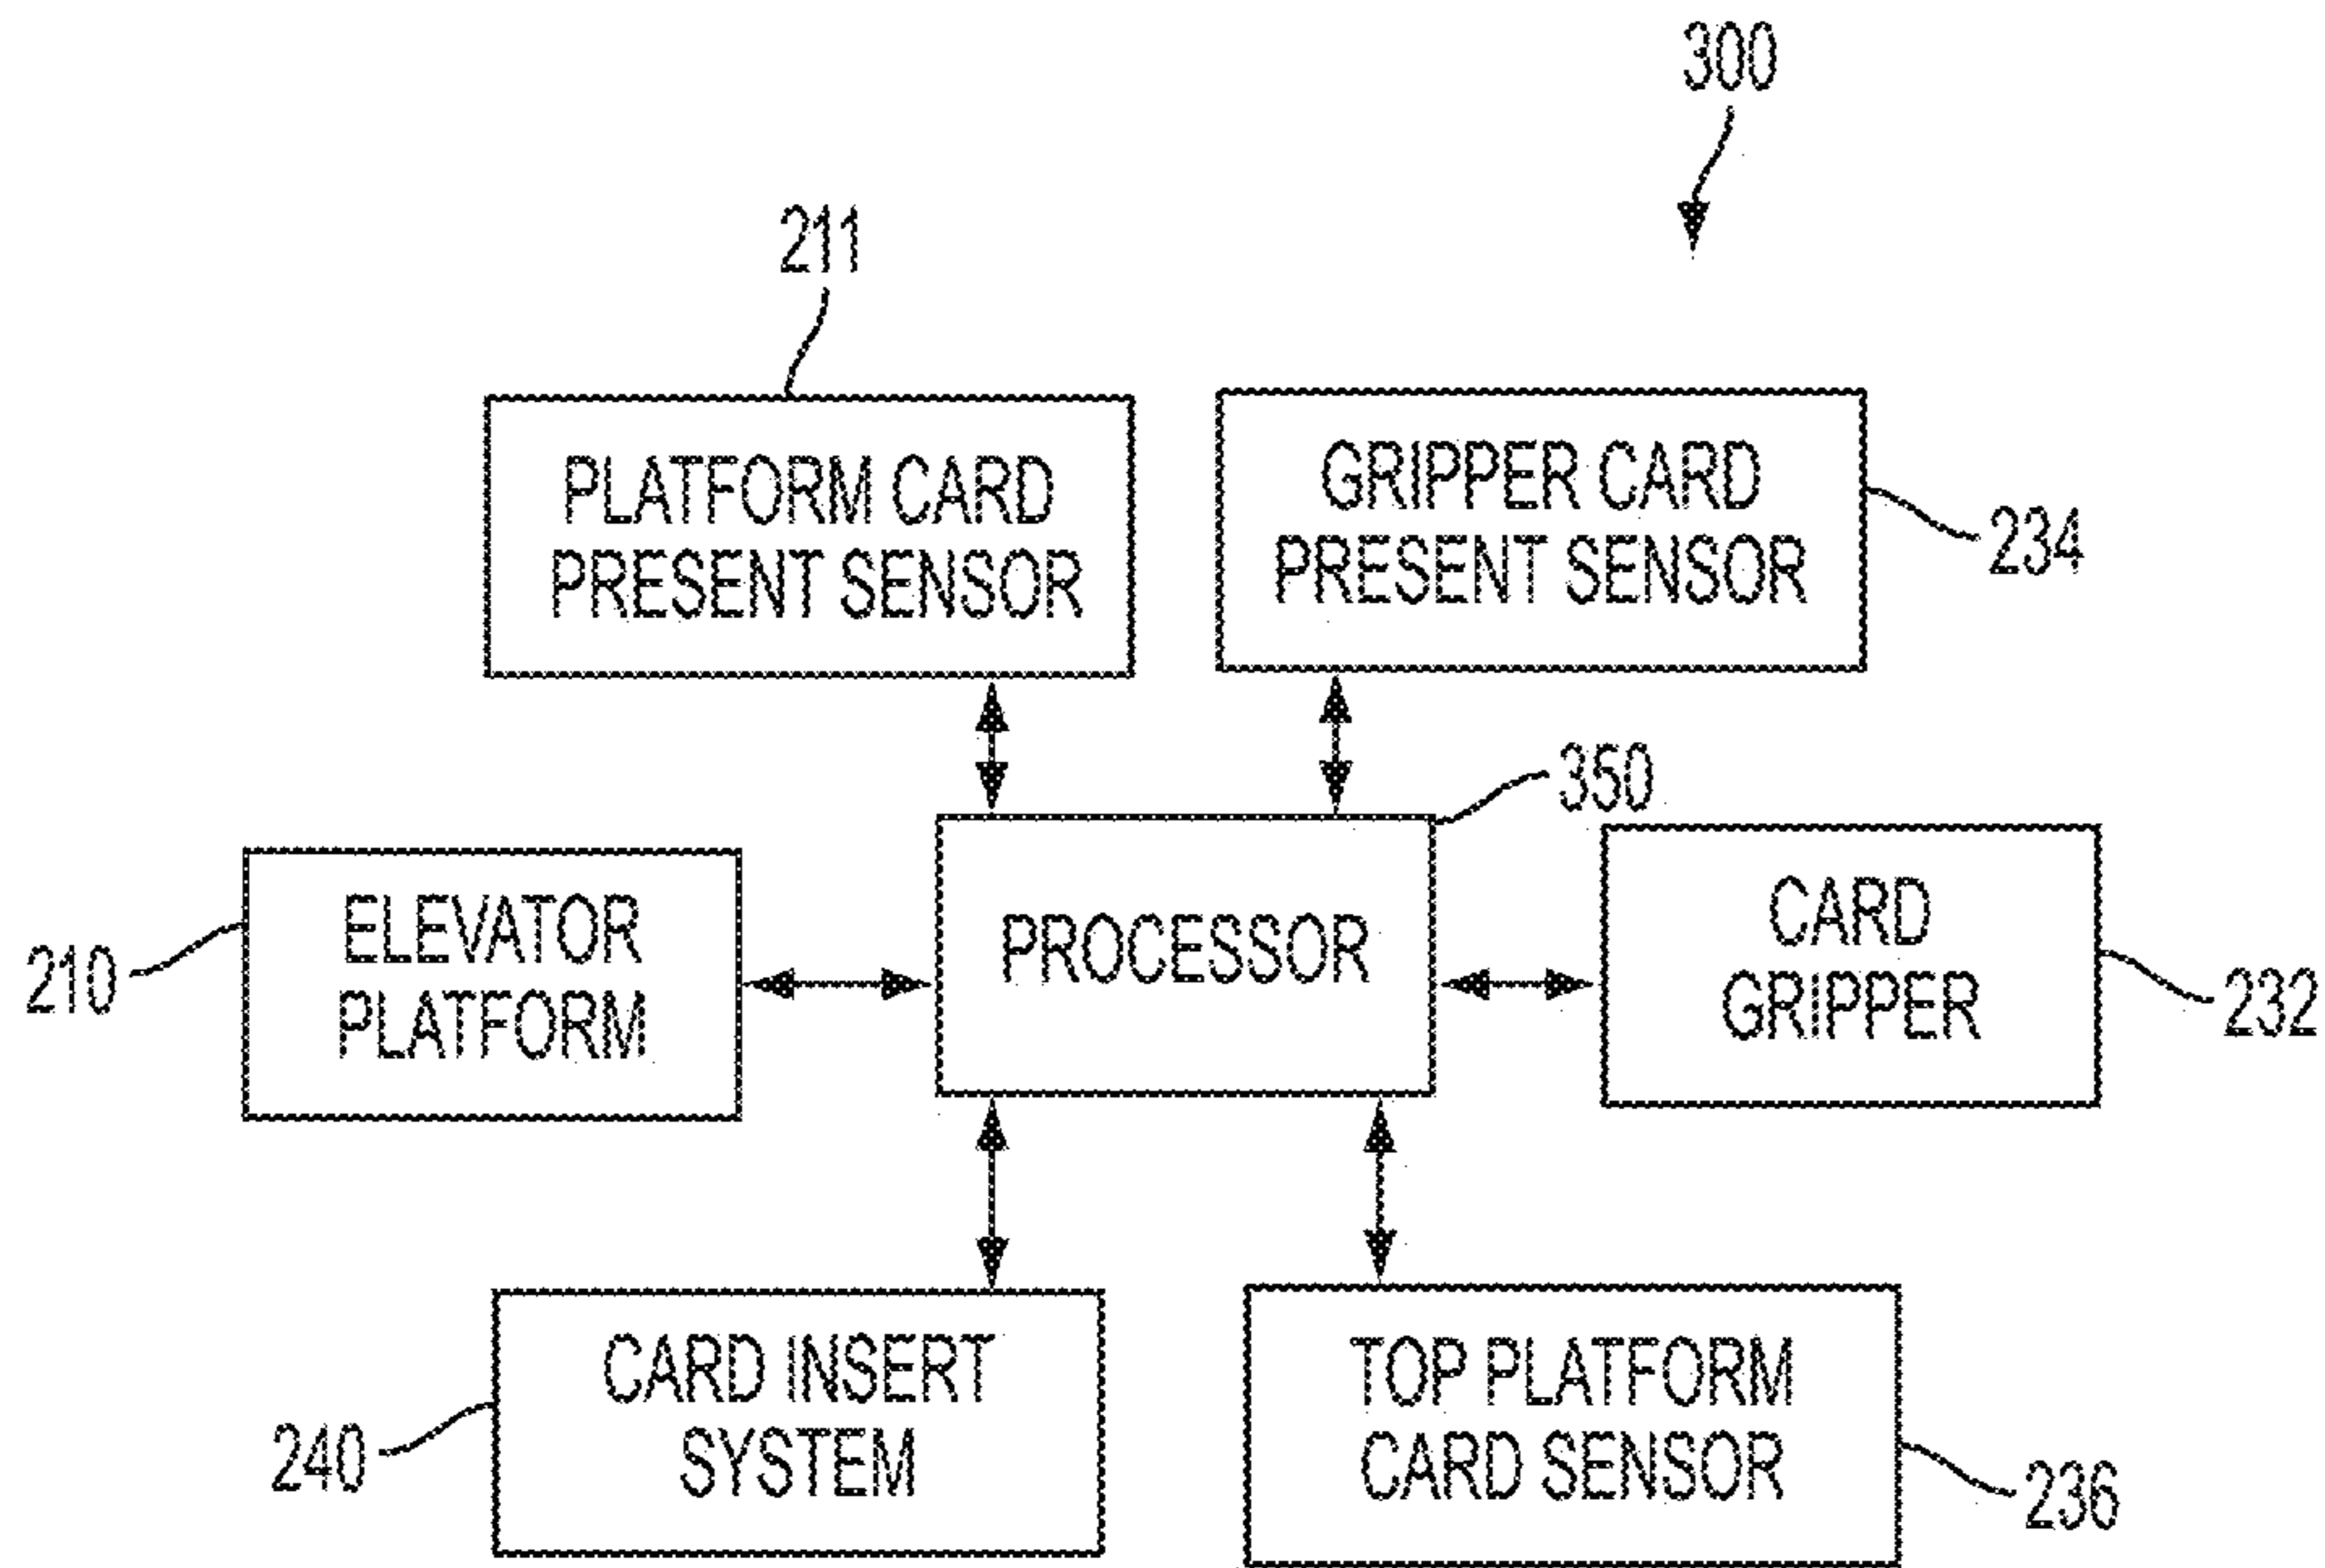 300
211
PLATFORM CARD
PRESENT SENSOR
GRIPPER CARD
PRESENT SENSOR
234
350
ELEVATOR
PLATFORM
210
PROCESSOR
CARD
GRIPPER
232
CARD INSERT
SYSTEM
240
TOP PLATFORM
CARD SENSOR
236